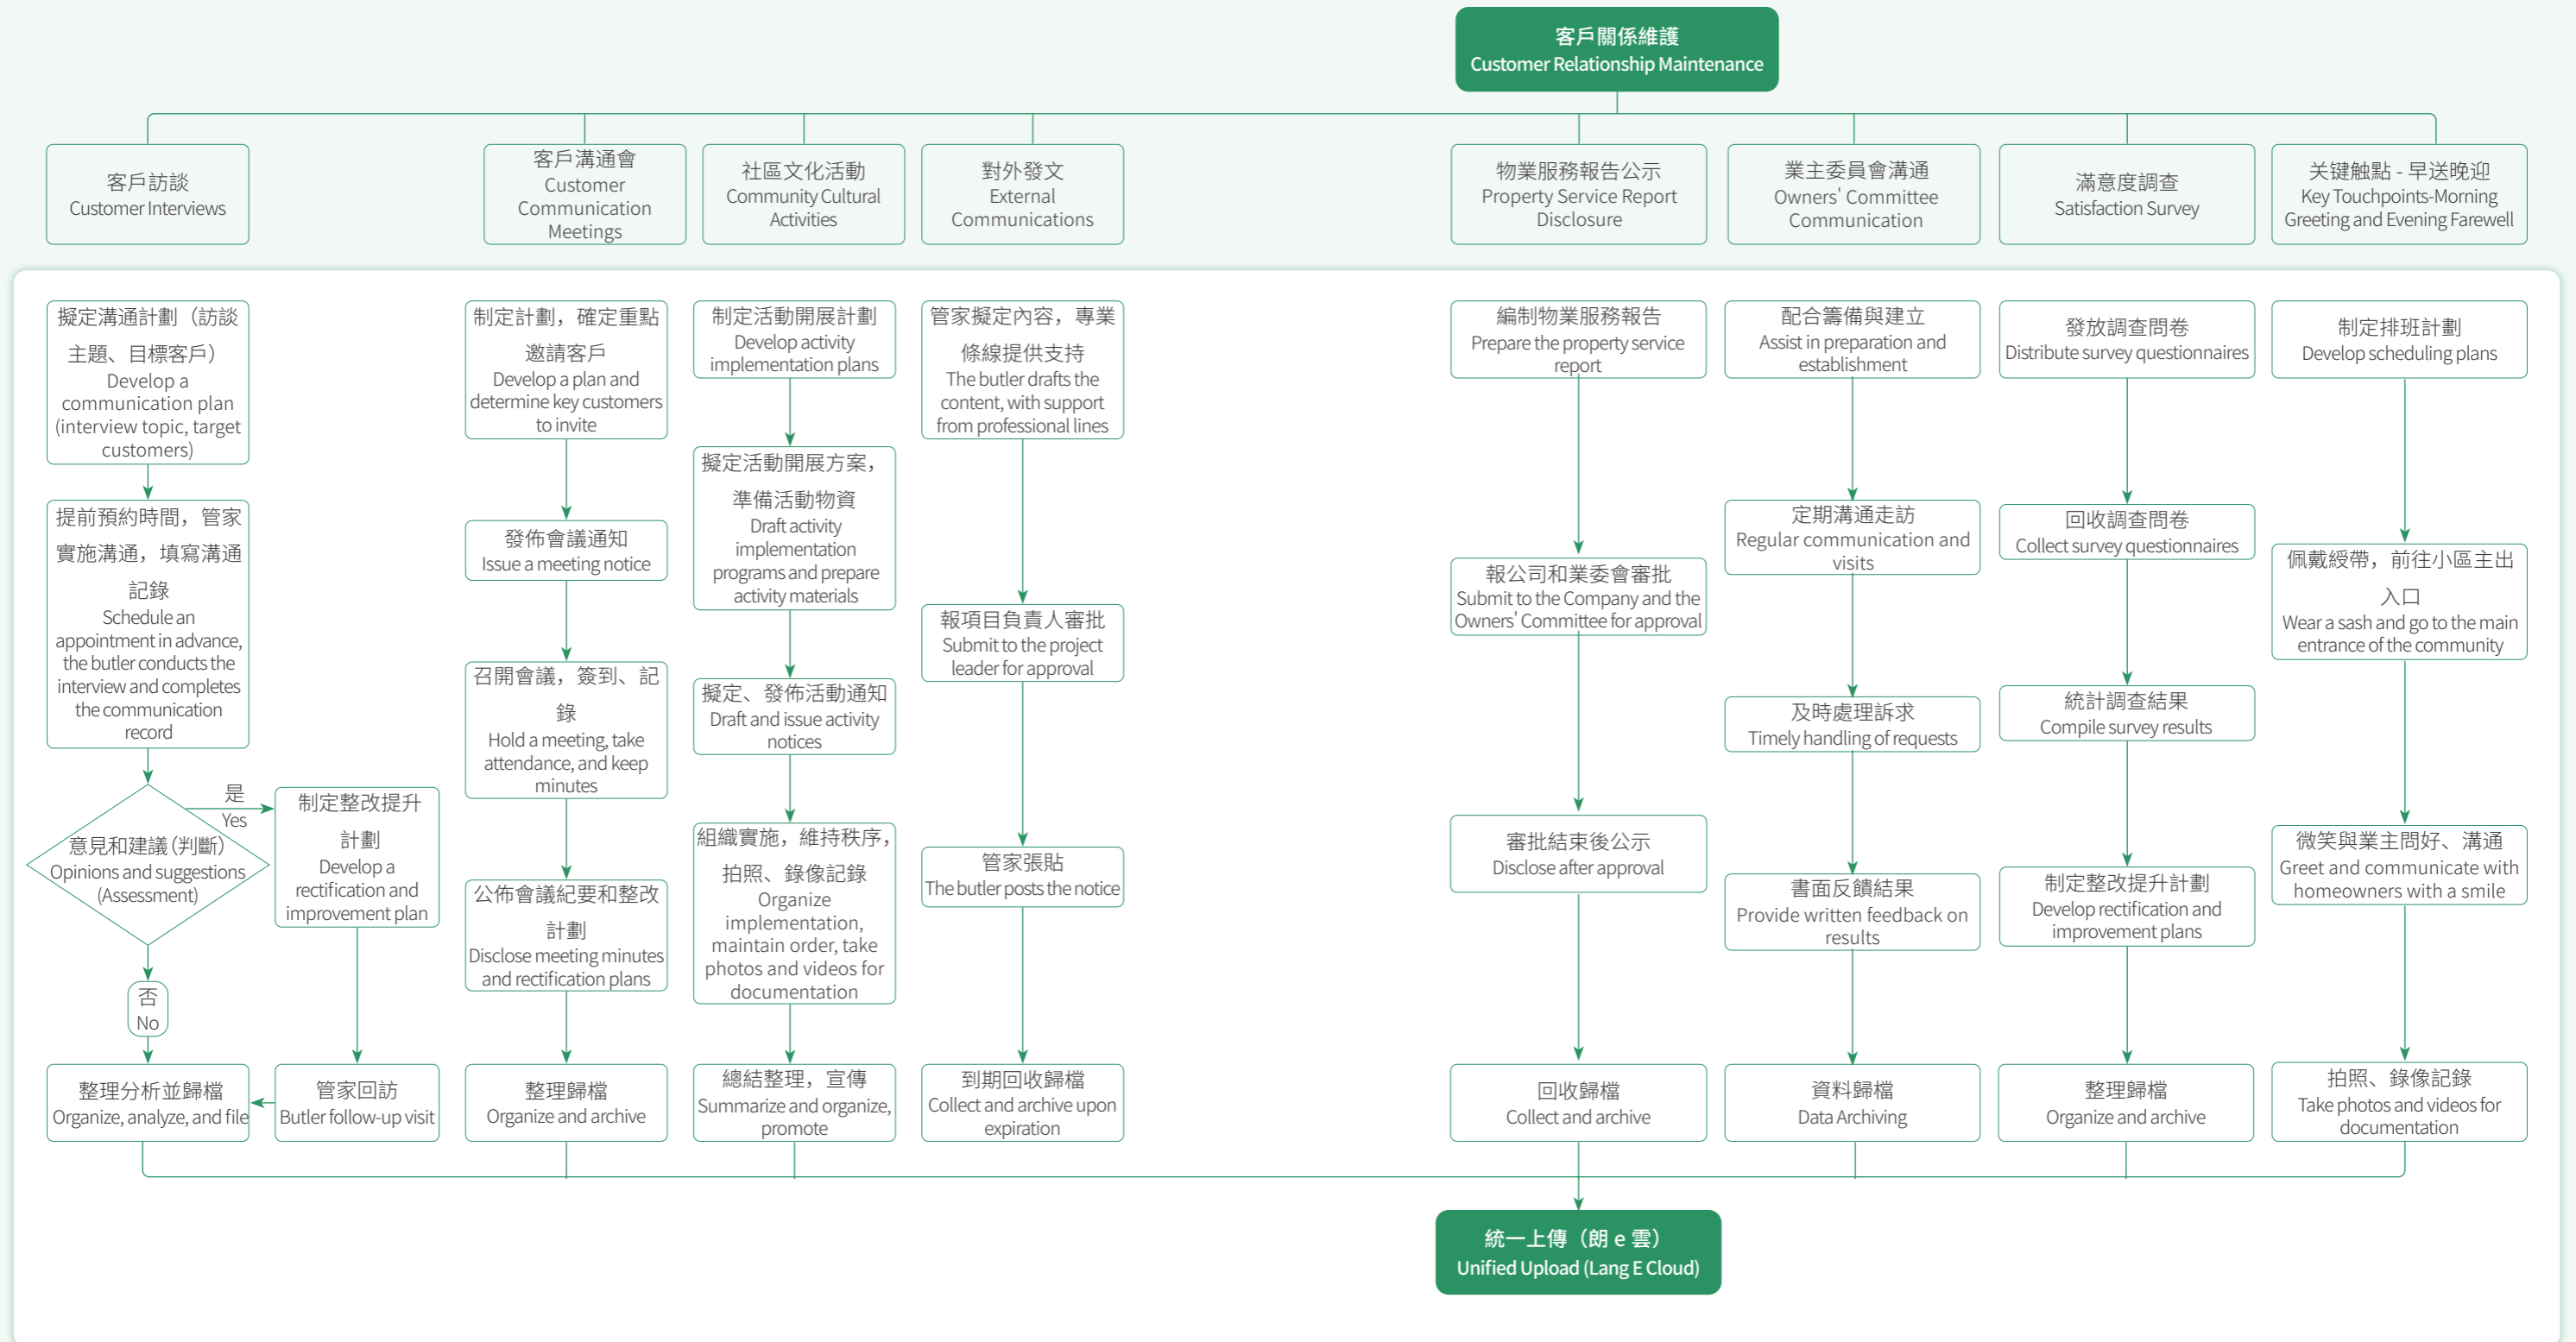 客戶關係維護
Customer Relationship Maintenance
客戶訪談
Customer Interviews
客戶溝通會
Customer
Communication
Meetings
社區文化活動
Community Cultural
Activities
對外發文
External
Communications
物業服務報告公示
Property Service Report
Disclosure
業主委員會溝通
Owners' Committee
Communication
滿意度調查
Satisfaction Survey
关键触點 - 早送晚迎
Key Touchpoints-Morning
Greeting and Evening Farewell
擬定溝通計劃（訪談
主題、目標客戶）
Develop a
communication plan
(interview topic, target
customers)
提前預約時間，管家
實施溝通，填寫溝通
記錄
Schedule an
appointment in advance,
the butler conducts the
interview and completes
the communication
record
意見和建議（判斷）
Opinions and suggestions
(Assessment)
是
Yes
制定整改提升
計劃
Develop a
rectification and
improvement plan
否
No
整理分析並歸檔
Organize, analyze, and file
管家回訪
Butler follow-up visit
制定計劃，確定重點
邀請客戶
Develop a plan and
determine key customers
to invite
發佈會議通知
Issue a meeting notice
召開會議，簽到、記
錄
Hold a meeting, take
attendance, and keep
minutes
公佈會議紀要和整改
計劃
Disclose meeting minutes
and rectification plans
整理歸檔
Organize and archive
制定活動開展計劃
Develop activity
implementation plans
擬定活動開展方案，
準備活動物資
Draft activity
implementation
programs and prepare
activity materials
擬定、發佈活動通知
Draft and issue activity
notices
組織實施，維持秩序，
拍照、錄像記錄
Organize
implementation,
maintain order, take
photos and videos for
documentation
總結整理，宣傳
Summarize and organize,
promote
管家擬定內容，專業
條線提供支持
The butler drafts the
content, with support
from professional lines
報項目負責人審批
Submit to the project
leader for approval
管家張貼
The butler posts the notice
到期回收歸檔
Collect and archive upon
expiration
編制物業服務報告
Prepare the property service
report
報公司和業委會審批
Submit to the Company and the
Owners' Committee for approval
審批結束後公示
Disclose after approval
回收歸檔
Collect and archive
配合籌備與建立
Assist in preparation and
establishment
定期溝通走訪
Regular communication and
visits
及時處理訴求
Timely handling of requests
書面反饋結果
Provide written feedback on
results
資料歸檔
Data Archiving
發放調查問卷
Distribute survey questionnaires
回收調查問卷
Collect survey questionnaires
統計調查結果
Compile survey results
制定整改提升計劃
Develop rectification and
improvement plans
整理歸檔
Organize and archive
制定排班計劃
Develop scheduling plans
佩戴綬帶，前往小區主出
入口
Wear a sash and go to the main
entrance of the community
微笑與業主問好、溝通
Greet and communicate with
homeowners with a smile
拍照、錄像記錄
Take photos and videos for
documentation
統一上傳（朗 e 雲）
Unified Upload (Lang E Cloud)